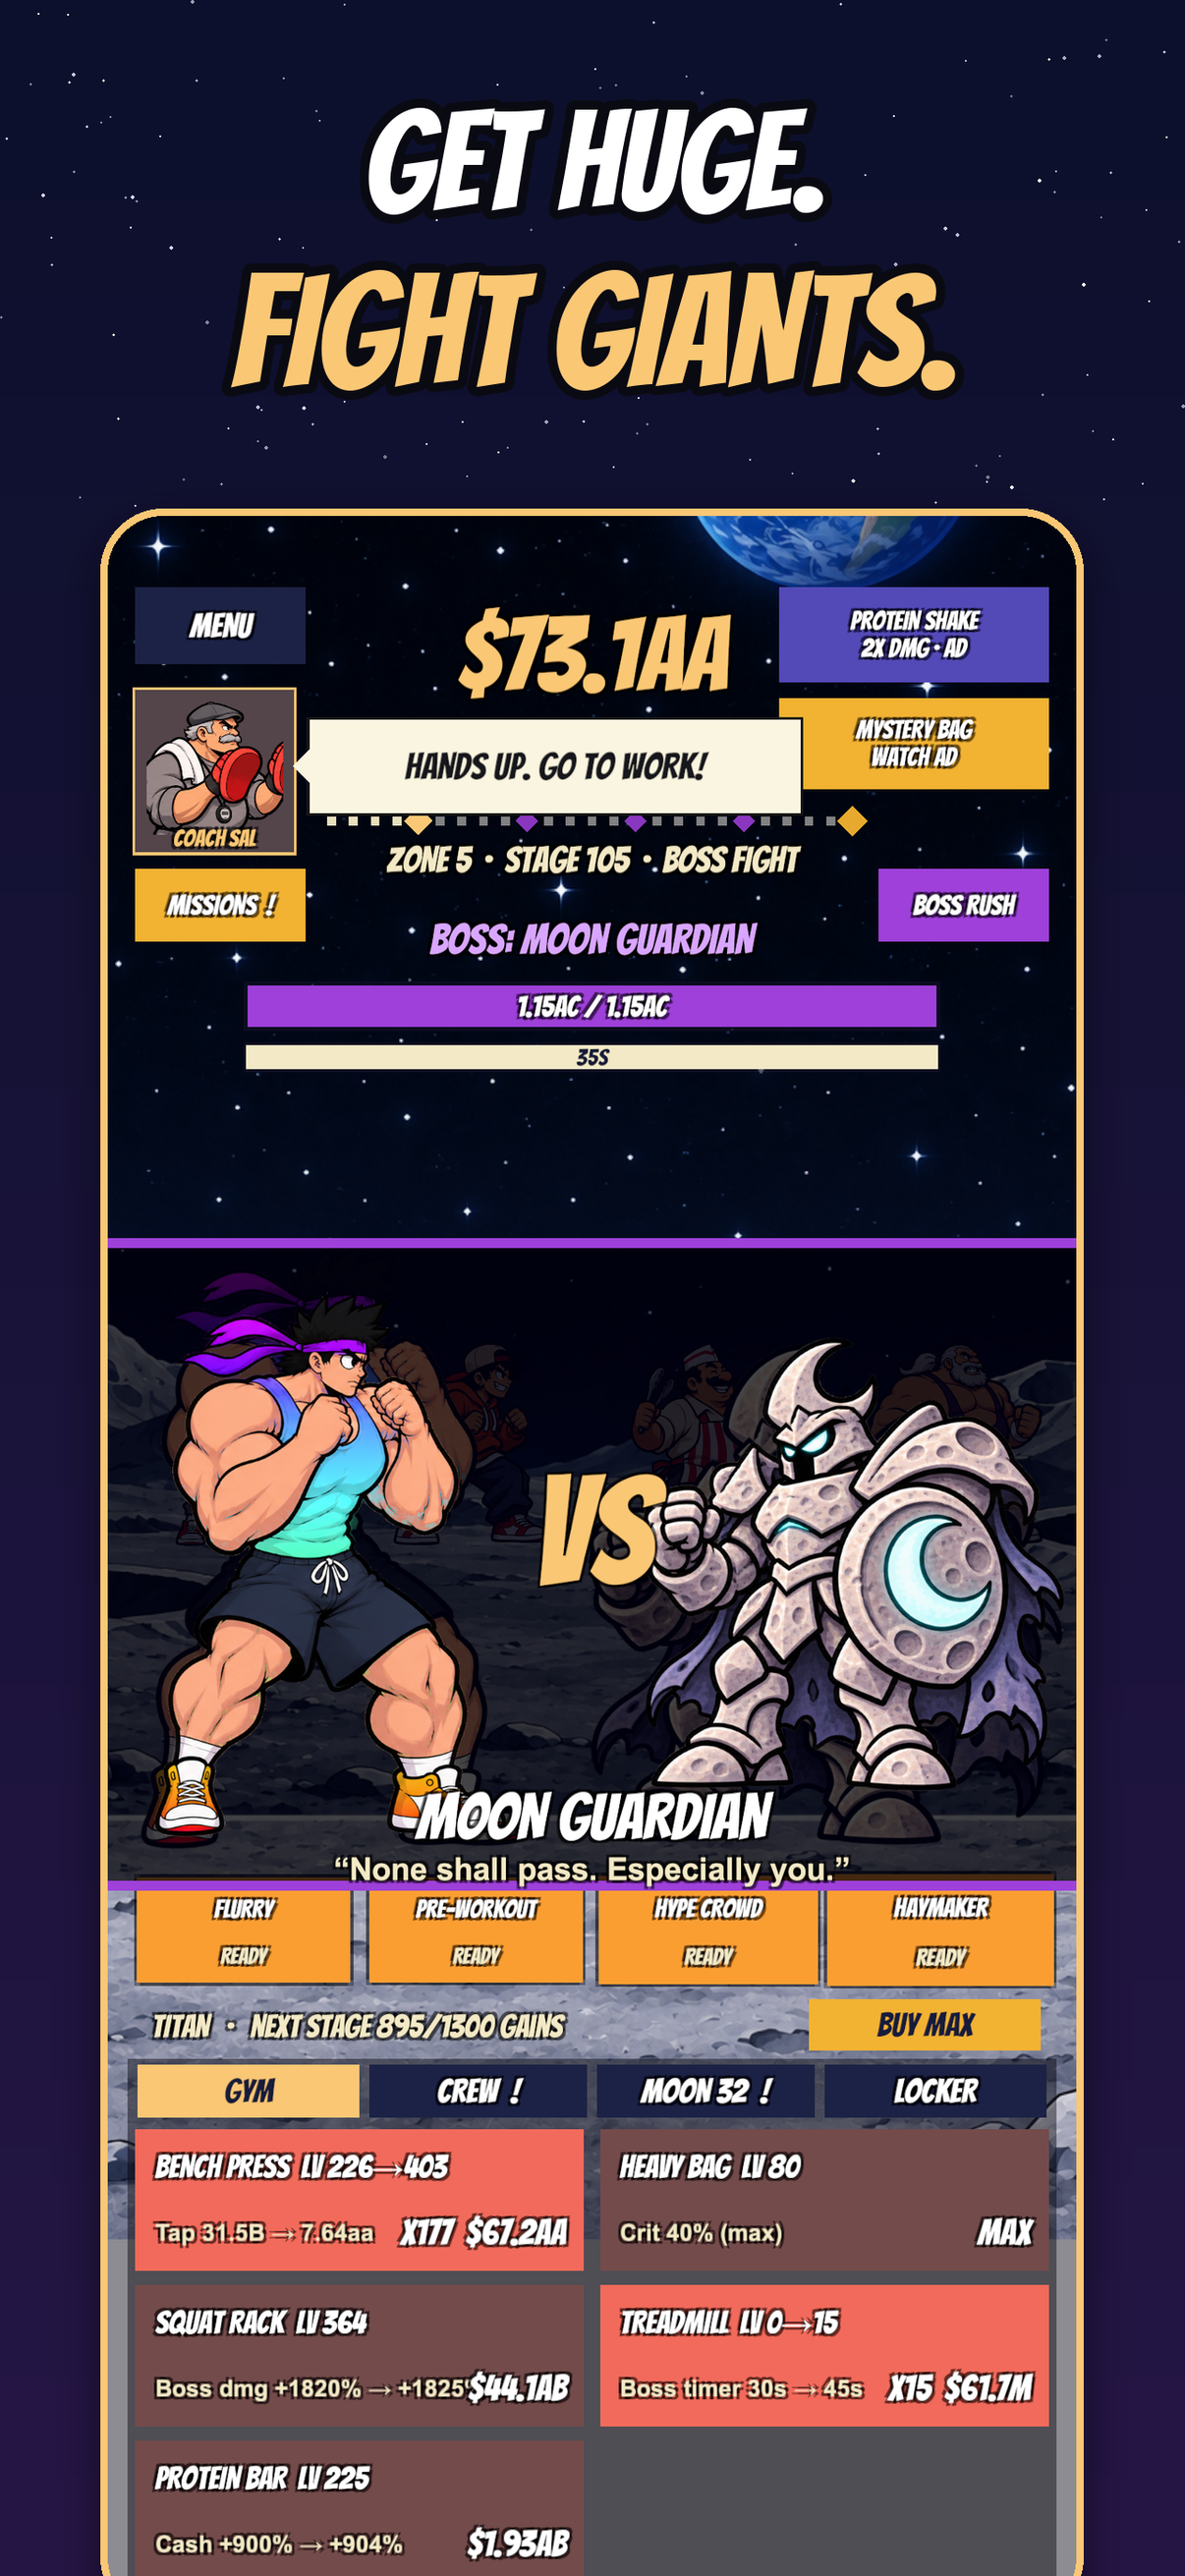 GET HUGE.
FIGHT GIANTS.
MENU
$73.1AA
PROTEIN SHAKE
2X DMG · AD
MYSTERY BAG
WATCH AD
HANDS UP. GO TO WORK!
COACH SAL
ZONE 5 · STAGE 105 · BOSS FIGHT
MISSIONS !
BOSS RUSH
BOSS: MOON GUARDIAN
1.15AC / 1.15AC
35S
VS
MOON GUARDIAN
“None shall pass. Especially you.”
FLURRY
READY
PRE-WORKOUT
READY
HYPE CROWD
READY
HAYMAKER
READY
TITAN · NEXT STAGE 895/1300 GAINS
BUY MAX
GYM
CREW !
MOON 32 !
LOCKER
BENCH PRESS LV 226→403
Tap 31.5B → 7.64aa X177 $67.2AA
HEAVY BAG LV 80
Crit 40% (max) MAX
SQUAT RACK LV 364
Boss dmg +1820% → +1825 $44.1AB
TREADMILL LV 0→15
Boss timer 30s → 45s X15 $61.7M
PROTEIN BAR LV 225
Cash +900% → +904% $1.93AB